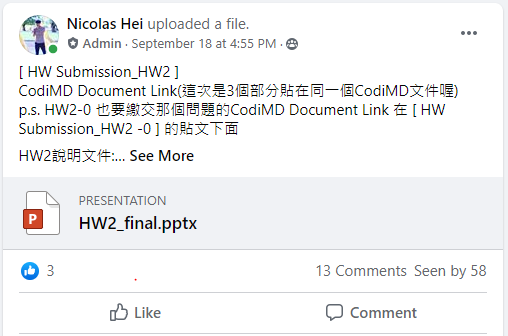 Nicolas Hei uploaded a file.
Admin · September 18 at 4:55 PM ·
[ HW Submission_HW2 ]
CodiMD Document Link(這次是3個部分貼在同一個CodiMD文件喔)
p.s. HW2-0 也要繳交那個問題的CodiMD Document Link 在 [ HW
Submission_HW2 -0 ] 的貼文下面
HW2說明文件:... See More
P
PRESENTATION
HW2_final.pptx
3
13 Comments Seen by 58
Like
Comment